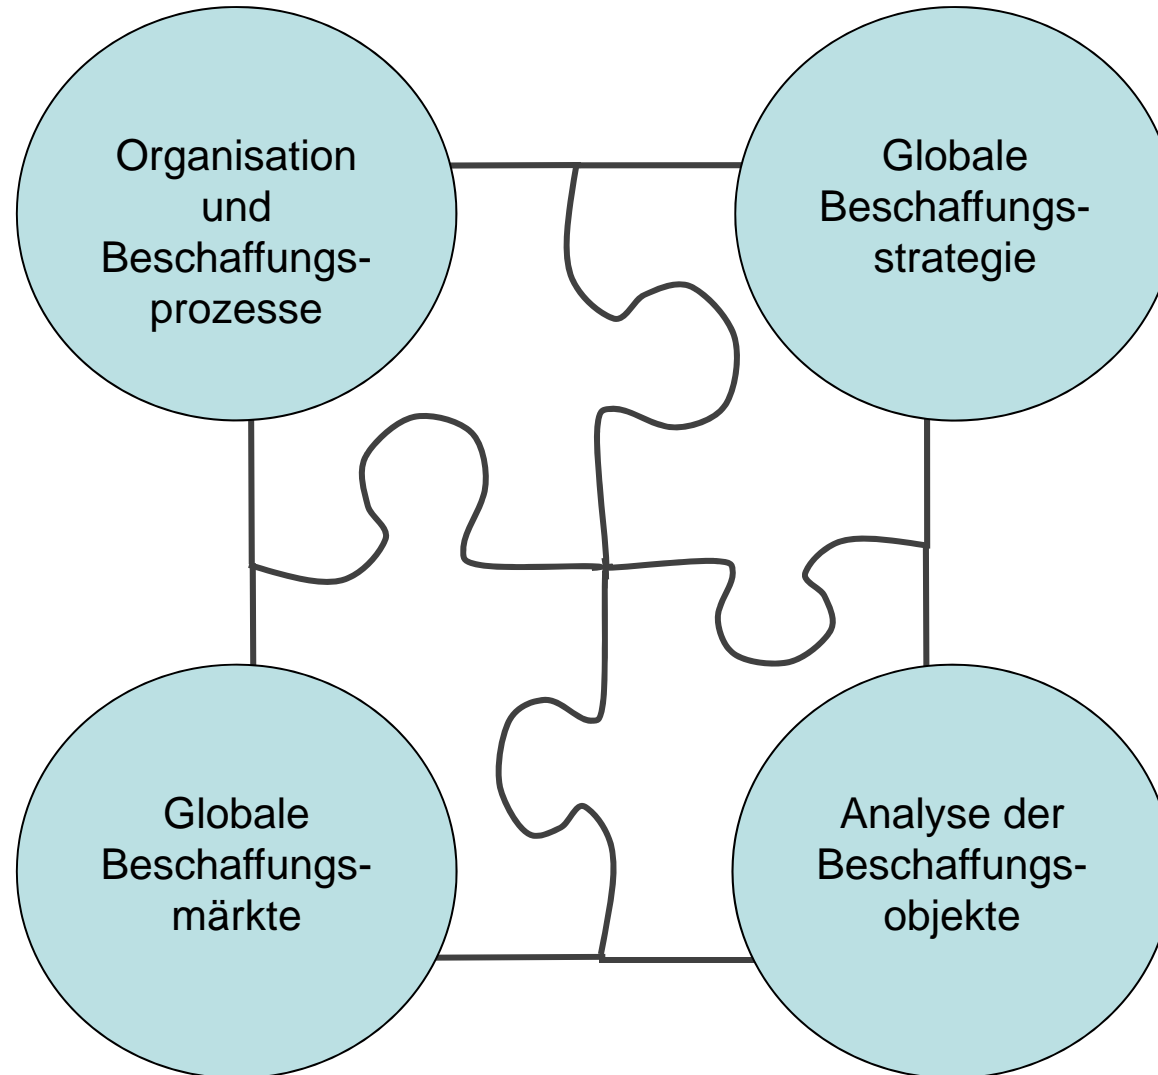 Organisation
und
Beschaffungs-
prozesse
Globale
Beschaffungs-
strategie
Globale
Beschaffungs-
märkte
Analyse der
Beschaffungs-
objekte